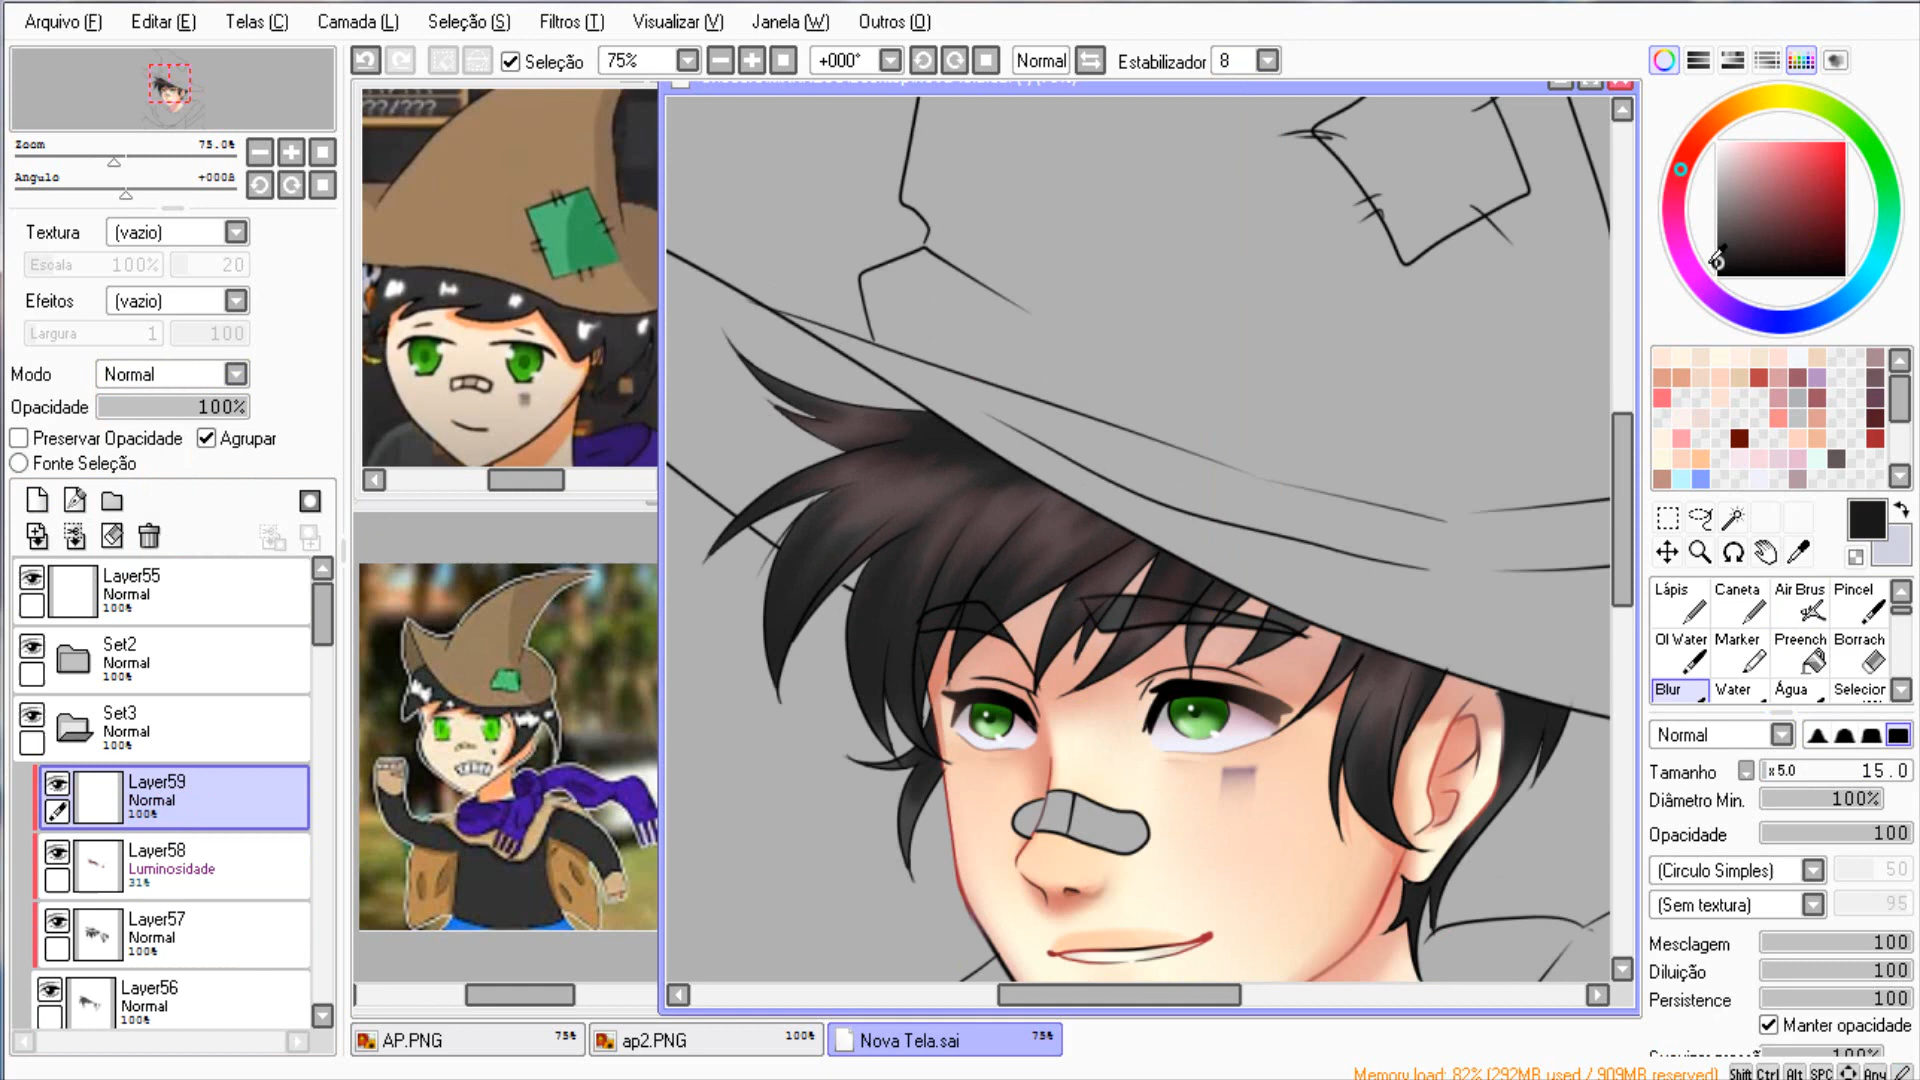 Arquivo (F) Editar (E) Telas (C) Camada (L) Seleção (S) Filtros (T) Visualizar (V) Janela (W) Outros (O)
Seleção 75% +000° Normal Estabilizador 8
??/???
Zoom 75.0%
Angulo +000ä
Textura (vazio)
Escala 100% 20
Efeitos (vazio)
Largura 1 100
Modo Normal
Opacidade 100%
Preservar Opacidade Agrupar
Fonte Seleção
Layer55
Normal
100%
Set2
Normal
100%
Set3
Normal
100%
Layer59
Normal
100%
Layer58
Luminosidade
31%
Layer57
Normal
100%
Layer56
Normal
100%
AP.PNG 75%
ap2.PNG 100%
Nova Tela.sai 75%
Lápis Caneta Air Brus Pincel
Ol Water Marker Preench Borrach
Blur Water Água Selecior
Normal
Tamanho x5.0 15.0
Diâmetro Min. 100%
Opacidade 100
(Circulo Simples) 50
(Sem textura) 95
Mesclagem 100
Diluição 100
Persistence 100
Manter opacidade
100%
Memory load: 82% (292MB used / 909MB reserved) Shift Ctrl Alt SPC Any